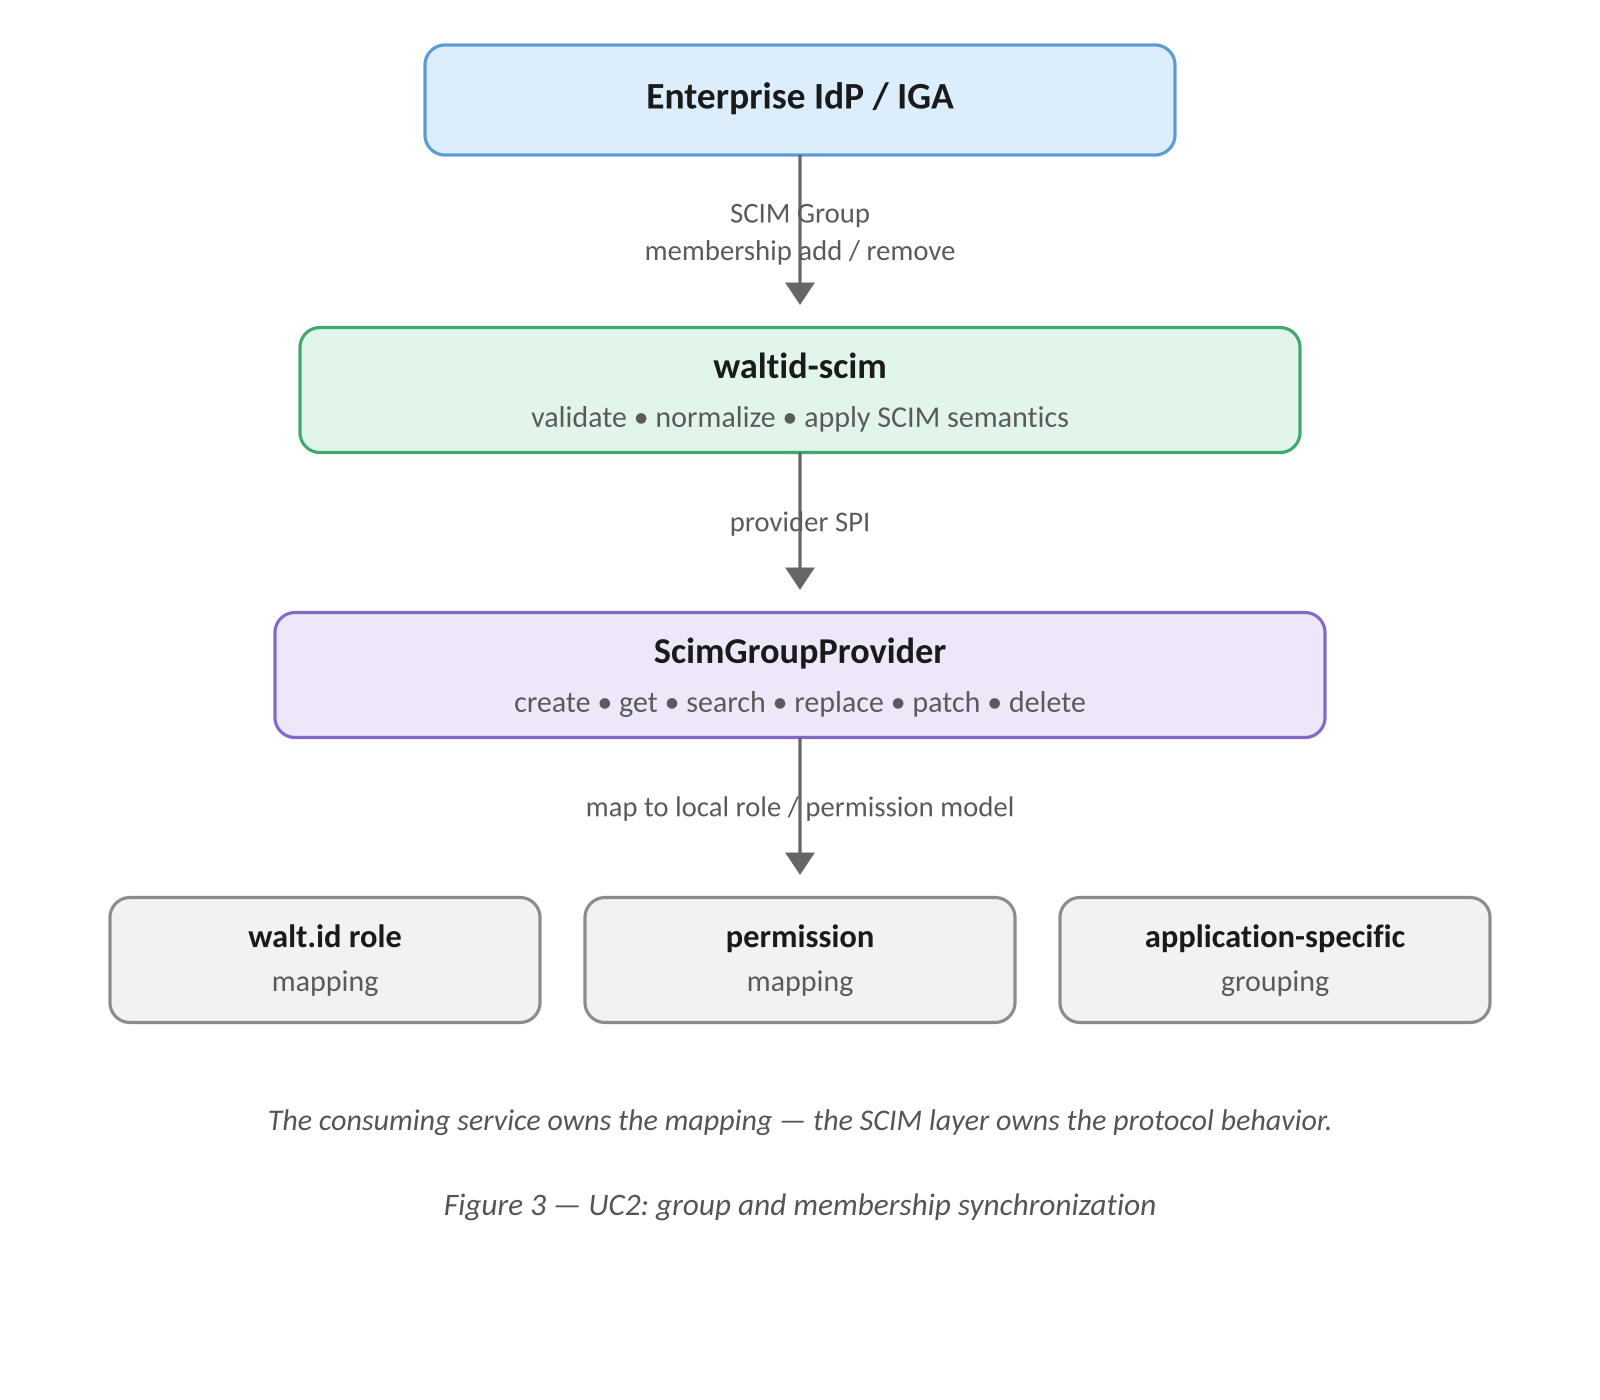 Enterprise IdP / IGA
SCIM Group
membership add / remove
waltid-scim
validate • normalize • apply SCIM semantics
provider SPI
ScimGroupProvider
create • get • search • replace • patch • delete
map to local role / permission model
walt.id role
mapping
permission
mapping
application-specific
grouping
The consuming service owns the mapping — the SCIM layer owns the protocol behavior.
Figure 3 — UC2: group and membership synchronization